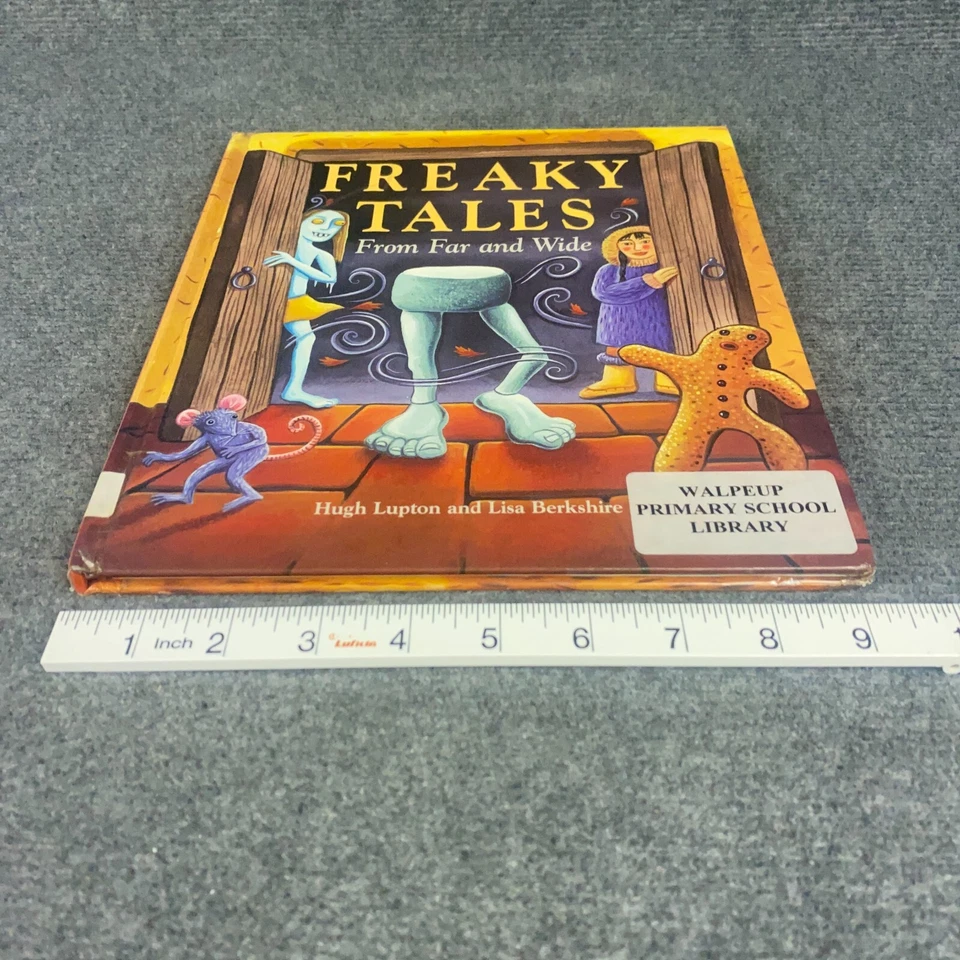 FREAKY
TALES
From Far and Wide
Hugh Lupton and Lisa Berkshire
WALPEUP
PRIMARY SCHOOL
LIBRARY
1 Inch 2 3 Lufkin 4 5 6 7 8 9